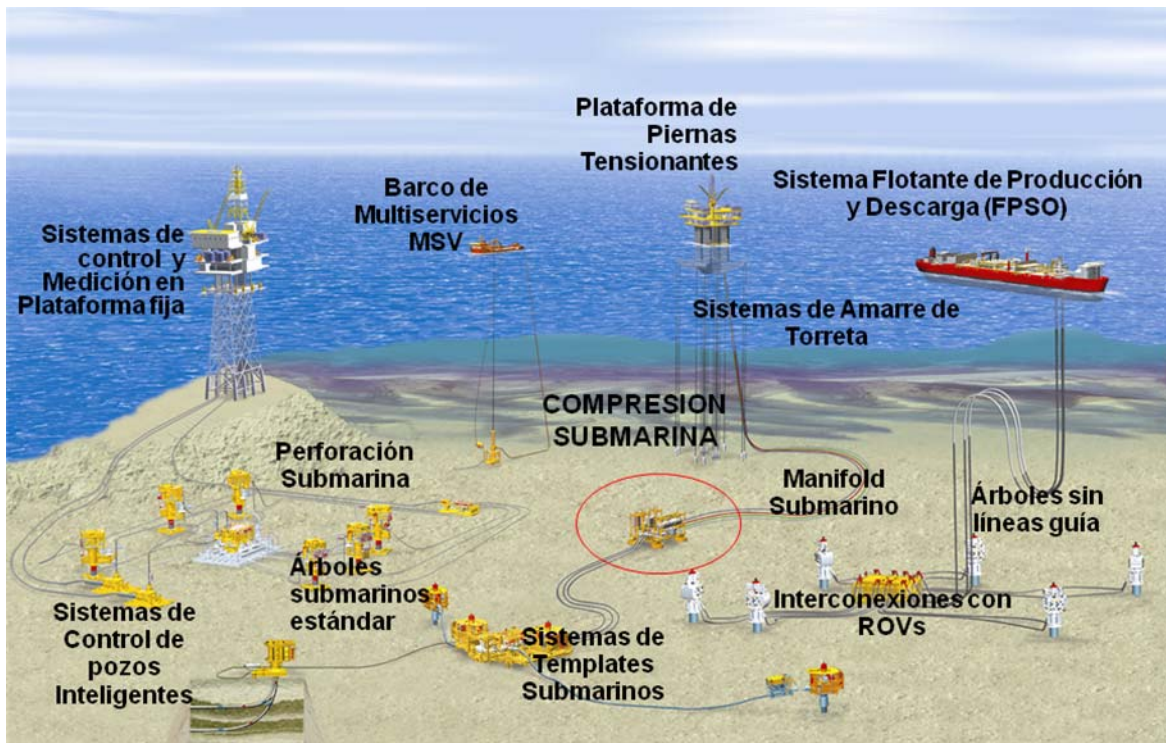 Plataforma de
Piernas
Tensionantes
Barco de
Multiservicios
MSV
Sistema Flotante de Producción
y Descarga (FPSO)
Sistemas de
control y
Medición en
Plataforma fija
Sistemas de Amarre de
Torreta
COMPRESION
SUBMARINA
Perforación
Submarina
Manifold
Submarino
Árboles sin
líneas guía
Árboles
submarinos
estándar
Interconexiones con
ROVs
Sistemas de
Control de
pozos
Inteligentes
Sistemas de
Templates
Submarinos